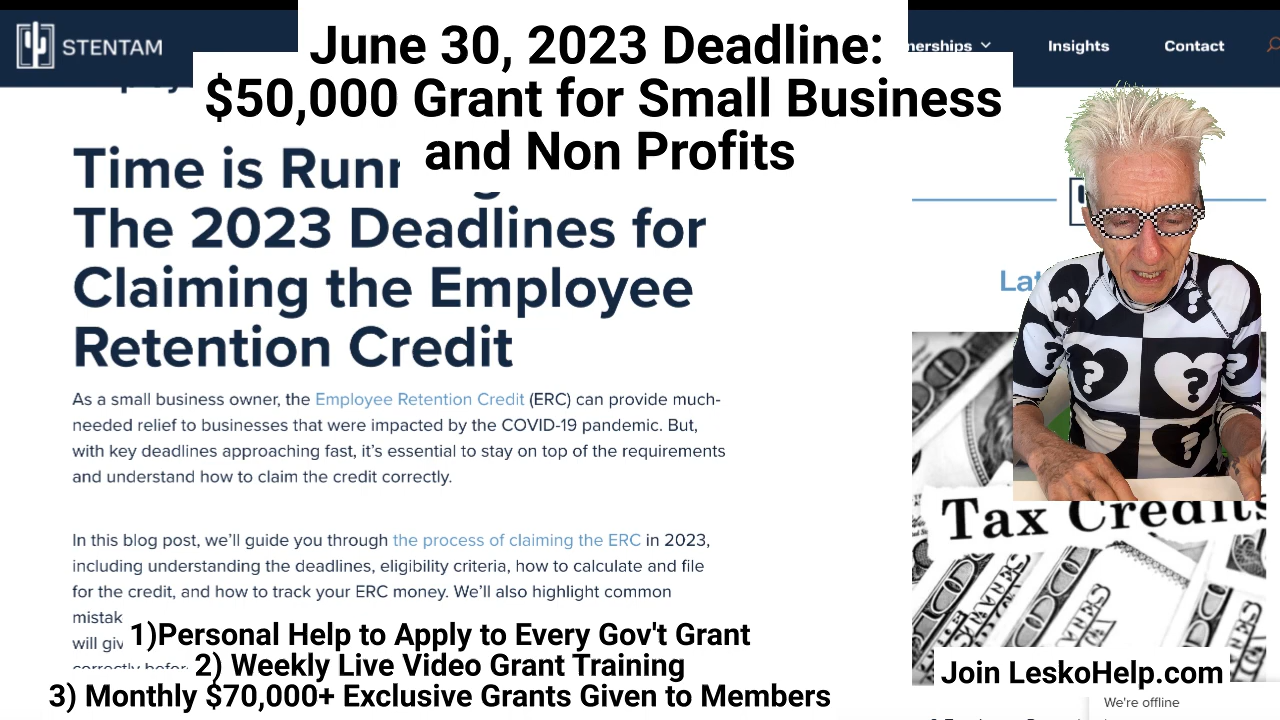 STENTAM
nerships
Insights
Contact
June 30, 2023 Deadline:
$50,000 Grant for Small Business
and Non Profits
Time is
The 2023 Deadlines for
Claiming the Employee
Retention Credit
As a small business owner, the Employee Retention Credit (ERC) can provide much-
needed relief to businesses that were impacted by the COVID-19 pandemic. But,
with key deadlines approaching fast, it's essential to stay on top of the requirements
and understand how to claim the credit correctly.
In this blog post, we'll guide you through the process of claiming the ERC in 2023,
including understanding the deadlines, eligibility criteria, how to calculate and file
for the credit, and how to track your ERC money. We'll also highlight common
mistak
will giv
1)Personal Help to Apply to Every Gov't Grant
2) Weekly Live Video Grant Training
3) Monthly $70,000+ Exclusive Grants Given to Members
Lat
Tax Credits
Join LeskoHelp.com
We're offline